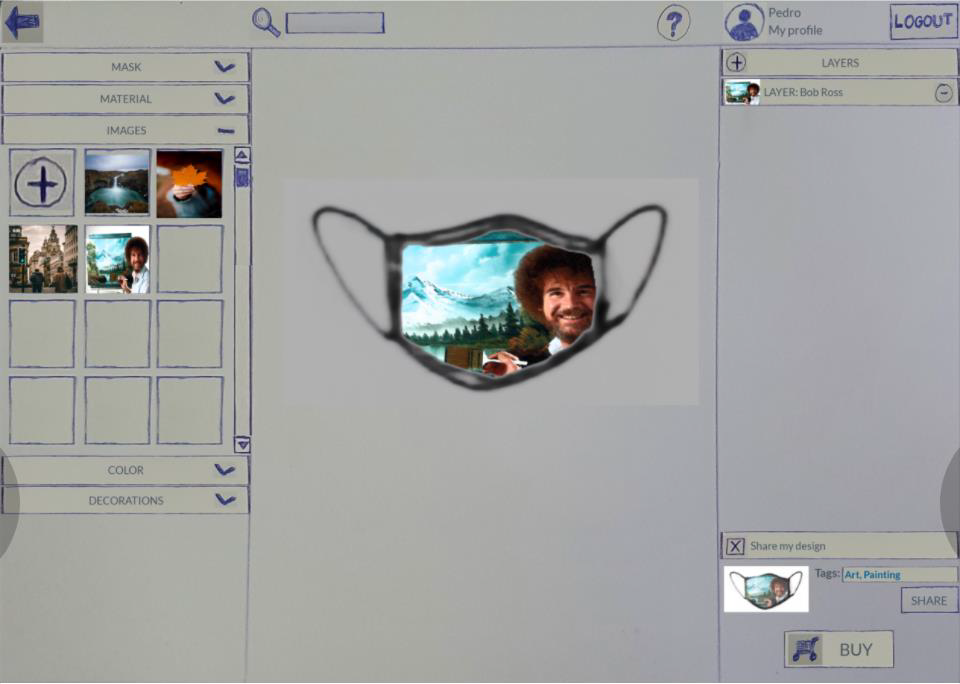 ?
Pedro
My profile
LOGOUT
MASK
MATERIAL
IMAGES
COLOR
DECORATIONS
LAYERS
LAYER: Bob Ross
Share my design
Tags: Art, Painting
SHARE
BUY